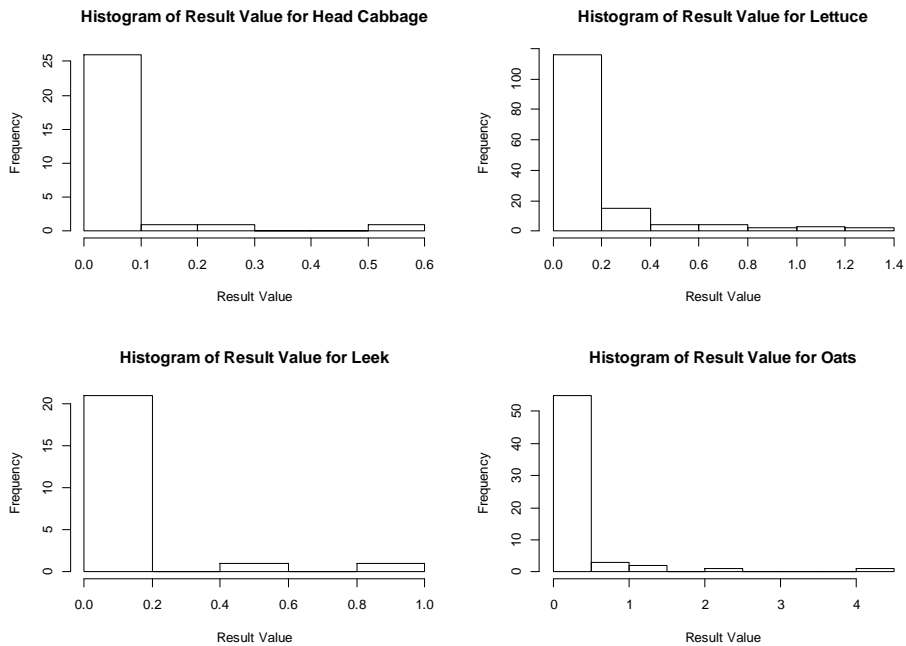 Histogram of Result Value for Head Cabbage
Frequency
25
20
15
10
5
0
0.0 0.1 0.2 0.3 0.4 0.5 0.6
Result Value
Histogram of Result Value for Lettuce
Frequency
100
80
60
40
20
0
0.0 0.2 0.4 0.6 0.8 1.0 1.2 1.4
Result Value
Histogram of Result Value for Leek
Frequency
20
15
10
5
0
0.0 0.2 0.4 0.6 0.8 1.0
Result Value
Histogram of Result Value for Oats
Frequency
50
40
30
20
10
0
0 1 2 3 4
Result Value